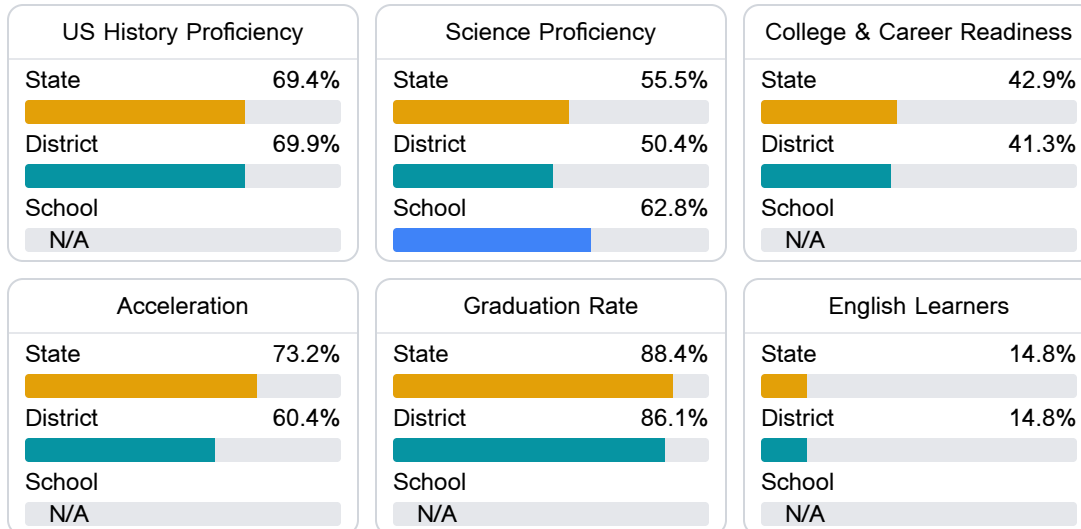 US History Proficiency
State 69.4%
District 69.9%
School
N/A
Science Proficiency
State 55.5%
District 50.4%
School 62.8%
College & Career Readiness
State 42.9%
District 41.3%
School
N/A
Acceleration
State 73.2%
District 60.4%
School
N/A
Graduation Rate
State 88.4%
District 86.1%
School
N/A
English Learners
State 14.8%
District 14.8%
School
N/A